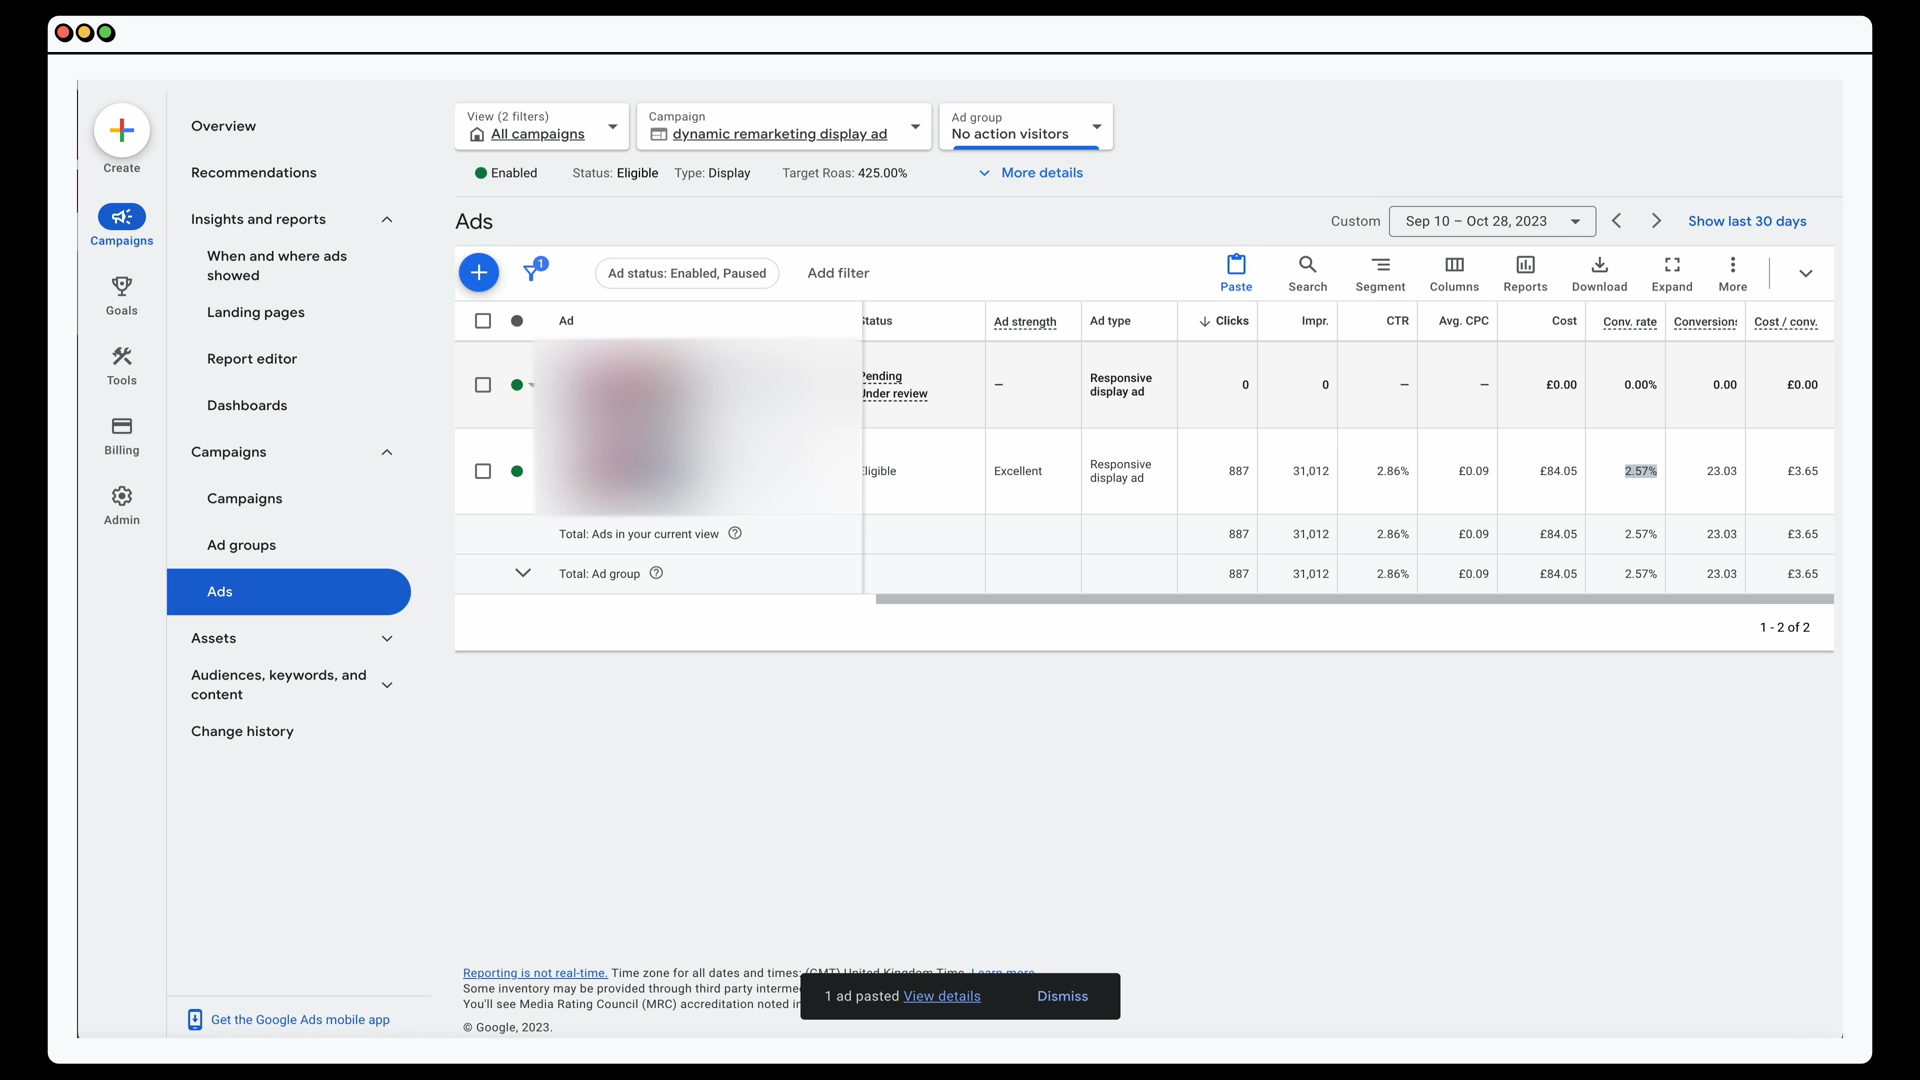 Create
Campaigns
Goals
Tools
Billing
Admin
Overview
Recommendations
Insights and reports
When and where ads
showed
Landing pages
Report editor
Dashboards
Campaigns
Campaigns
Ad groups
Ads
Assets
Audiences, keywords, and
content
Change history
Get the Google Ads mobile app
View (2 filters)
All campaigns
Campaign
dynamic remarketing display ad
Ad group
No action visitors
Enabled Status: Eligible Type: Display Target Roas: 425.00% More details
Ads
Custom Sep 10 – Oct 28, 2023 Show last 30 days
1
Ad status: Enabled, Paused Add filter
Paste Search Segment Columns Reports Download Expand More
Ad Status Ad strength Ad type Clicks Impr. CTR Avg. CPC Cost Conv. rate Conversions Cost / conv.
Pending
Under review
– Responsive
display ad
0 0 – – £0.00 0.00% 0.00 £0.00
Eligible Excellent Responsive
display ad
887 31,012 2.86% £0.09 £84.05 2.57% 23.03 £3.65
Total: Ads in your current view 887 31,012 2.86% £0.09 £84.05 2.57% 23.03 £3.65
Total: Ad group 887 31,012 2.86% £0.09 £84.05 2.57% 23.03 £3.65
1 - 2 of 2
Reporting is not real-time. Time zone for all dates and times: (GMT) United Kingdom Time. Learn more
Some inventory may be provided through third party
You'll see Media Rating Council (MRC) accreditation noted
© Google, 2023.
1 ad pasted View details Dismiss